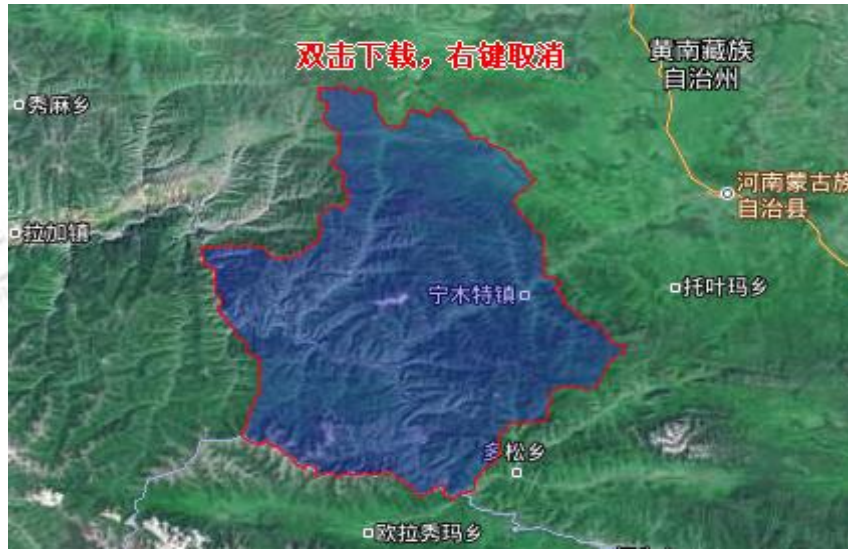 双击下载，右键取消
黄南藏族
自治州
秀麻乡
河南蒙古族
自治县
拉加镇
宁木特镇
托叶玛乡
多松乡
欧拉秀玛乡